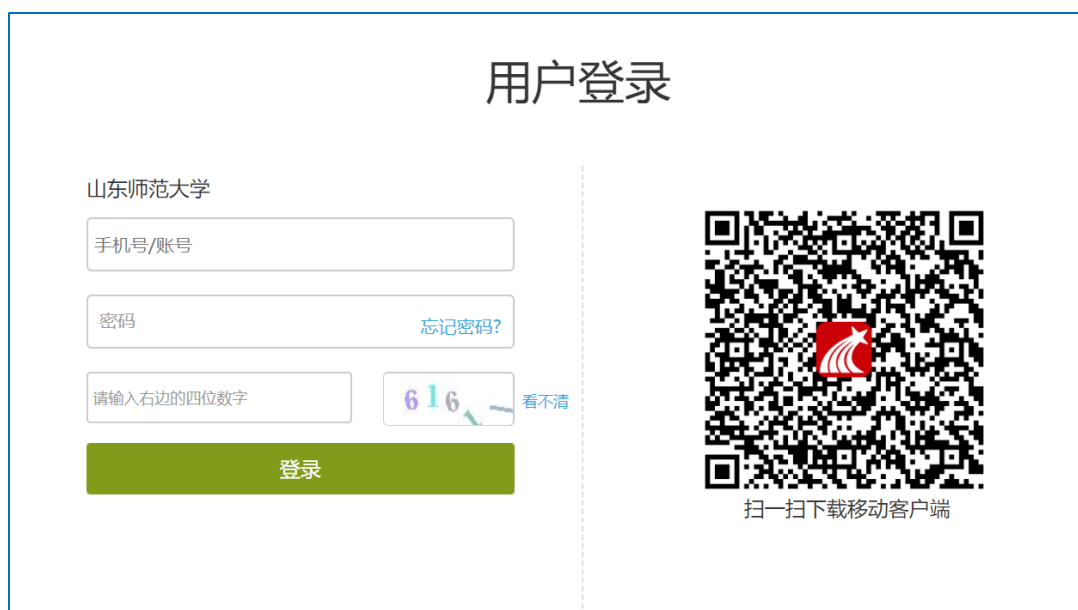 用户登录
山东师范大学
手机号/账号
密码
忘记密码?
请输入右边的四位数字
616
看不清
登录
扫一扫下载移动客户端